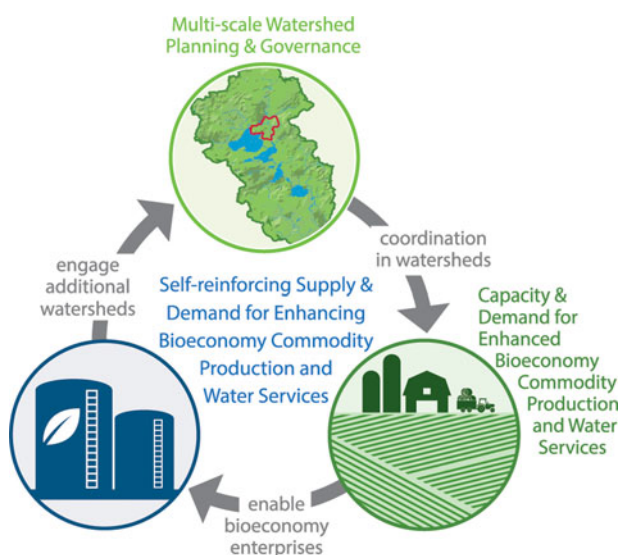 Multi-scale Watershed
Planning & Governance
coordination
in watersheds
engage
additional
watersheds
Self-reinforcing Supply &
Demand for Enhancing
Bioeconomy Commodity
Production and
Water Services
Capacity &
Demand for
Enhanced
Bioeconomy
Commodity
Production
and Water
Services
enable
bioeconomy
enterprises